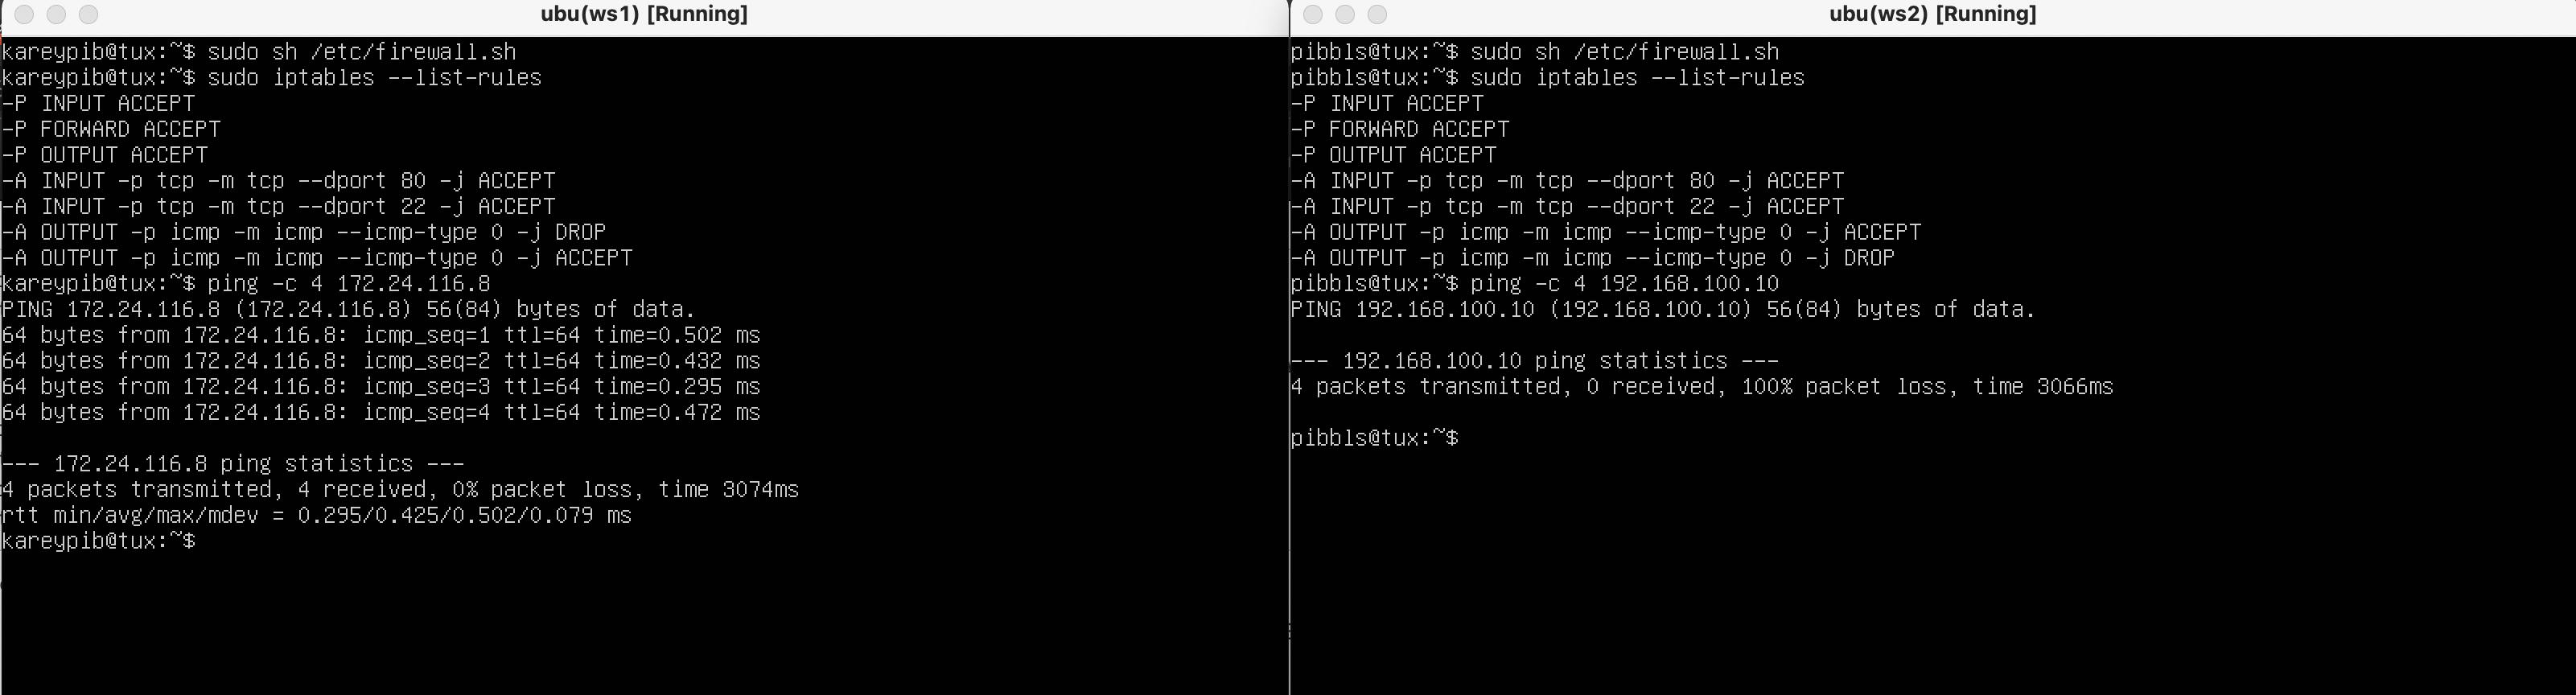 ubu(ws1) [Running]
kareypib@tux:~$ sudo sh /etc/firewall.sh
kareypib@tux:~$ sudo iptables --list-rules
-P INPUT ACCEPT
-P FORWARD ACCEPT
-P OUTPUT ACCEPT
-A INPUT -p tcp -m tcp --dport 80 -j ACCEPT
-A INPUT -p tcp -m tcp --dport 22 -j ACCEPT
-A OUTPUT -p icmp -m icmp --icmp-type 0 -j DROP
-A OUTPUT -p icmp -m icmp --icmp-type 0 -j ACCEPT
kareypib@tux:~$ ping -c 4 172.24.116.8
PING 172.24.116.8 (172.24.116.8) 56(84) bytes of data.
64 bytes from 172.24.116.8: icmp_seq=1 ttl=64 time=0.502 ms
64 bytes from 172.24.116.8: icmp_seq=2 ttl=64 time=0.432 ms
64 bytes from 172.24.116.8: icmp_seq=3 ttl=64 time=0.295 ms
64 bytes from 172.24.116.8: icmp_seq=4 ttl=64 time=0.472 ms
--- 172.24.116.8 ping statistics ---
4 packets transmitted, 4 received, 0% packet loss, time 3074ms
rtt min/avg/max/mdev = 0.295/0.425/0.502/0.079 ms
kareypib@tux:~$
ubu(ws2) [Running]
pibbls@tux:~$ sudo sh /etc/firewall.sh
pibbls@tux:~$ sudo iptables --list-rules
-P INPUT ACCEPT
-P FORWARD ACCEPT
-P OUTPUT ACCEPT
-A INPUT -p tcp -m tcp --dport 80 -j ACCEPT
-A INPUT -p tcp -m tcp --dport 22 -j ACCEPT
-A OUTPUT -p icmp -m icmp --icmp-type 0 -j ACCEPT
-A OUTPUT -p icmp -m icmp --icmp-type 0 -j DROP
pibbls@tux:~$ ping -c 4 192.168.100.10
PING 192.168.100.10 (192.168.100.10) 56(84) bytes of data.
--- 192.168.100.10 ping statistics ---
4 packets transmitted, 0 received, 100% packet loss, time 3066ms
pibbls@tux:~$